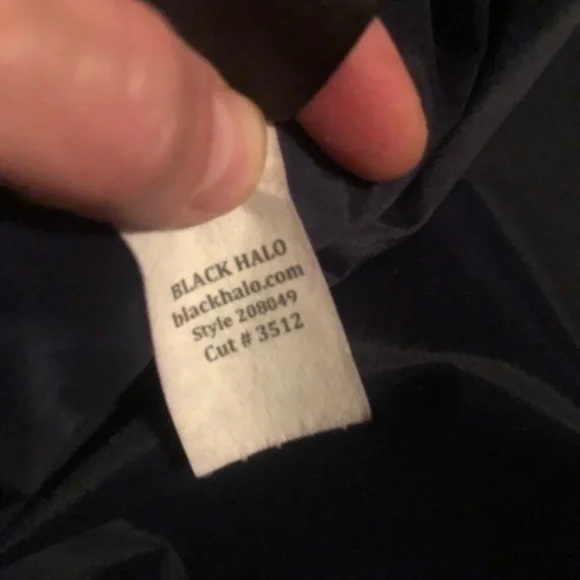 BLACK HALO
blackhalo.com
Style 208049
Cut # 3512